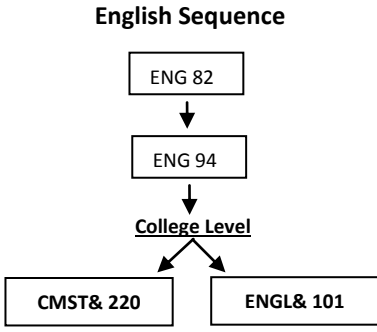 English Sequence
ENG 82
ENG 94
College Level
CMST& 220
ENGL& 101